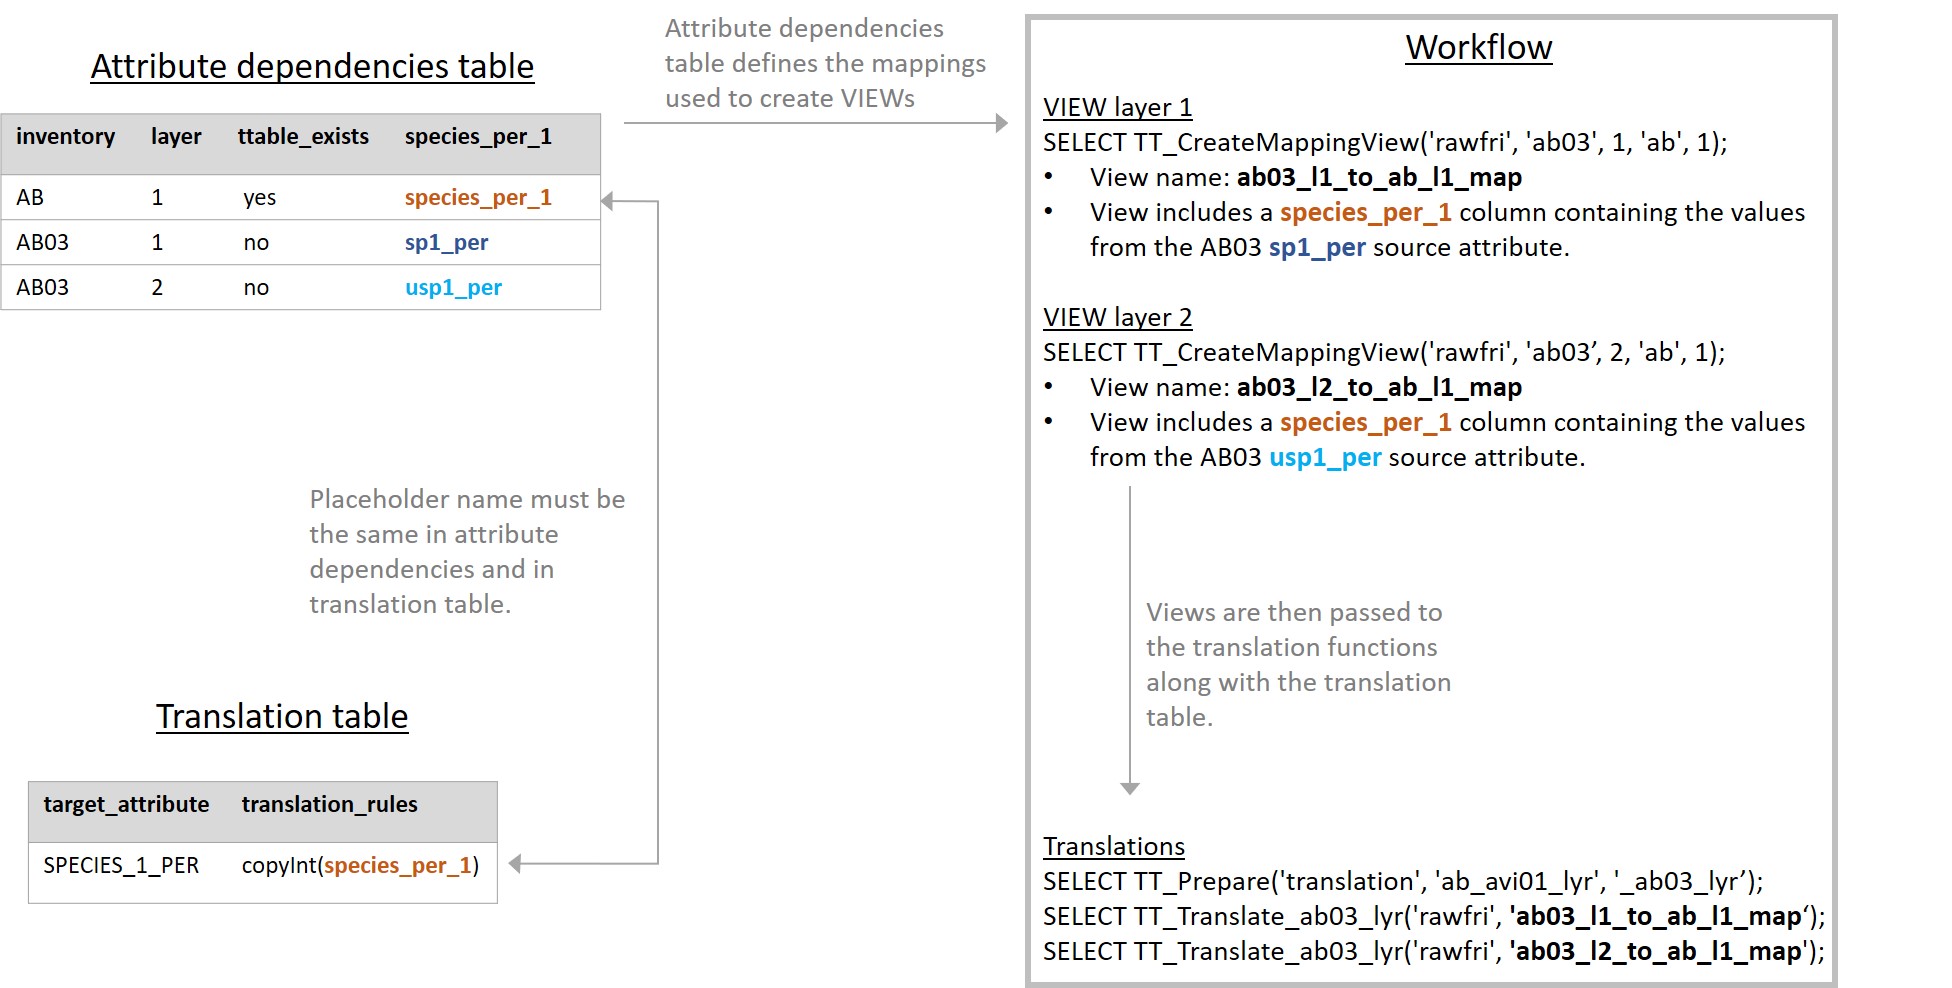 Attribute dependencies table
inventory layer ttable_exists species_per_1
AB 1 yes species_per_1
AB03 1 no sp1_per
AB03 2 no usp1_per
Attribute dependencies
table defines the mappings
used to create VIEWs
Placeholder name must be
the same in attribute
dependencies and in
translation table.
Translation table
target_attribute translation_rules
SPECIES_1_PER copyInt(species_per_1)
Workflow
VIEW layer 1
SELECT TT_CreateMappingView('rawfri', 'ab03', 1, 'ab', 1);
• View name: ab03_l1_to_ab_l1_map
• View includes a species_per_1 column containing the values
from the AB03 sp1_per source attribute.
VIEW layer 2
SELECT TT_CreateMappingView('rawfri', 'ab03’, 2, 'ab', 1);
• View name: ab03_l2_to_ab_l1_map
• View includes a species_per_1 column containing the values
from the AB03 usp1_per source attribute.
Views are then passed to
the translation functions
along with the translation
table.
Translations
SELECT TT_Prepare('translation', 'ab_avi01_lyr', '_ab03_lyr’);
SELECT TT_Translate_ab03_lyr('rawfri', 'ab03_l1_to_ab_l1_map‘);
SELECT TT_Translate_ab03_lyr('rawfri', 'ab03_l2_to_ab_l1_map');